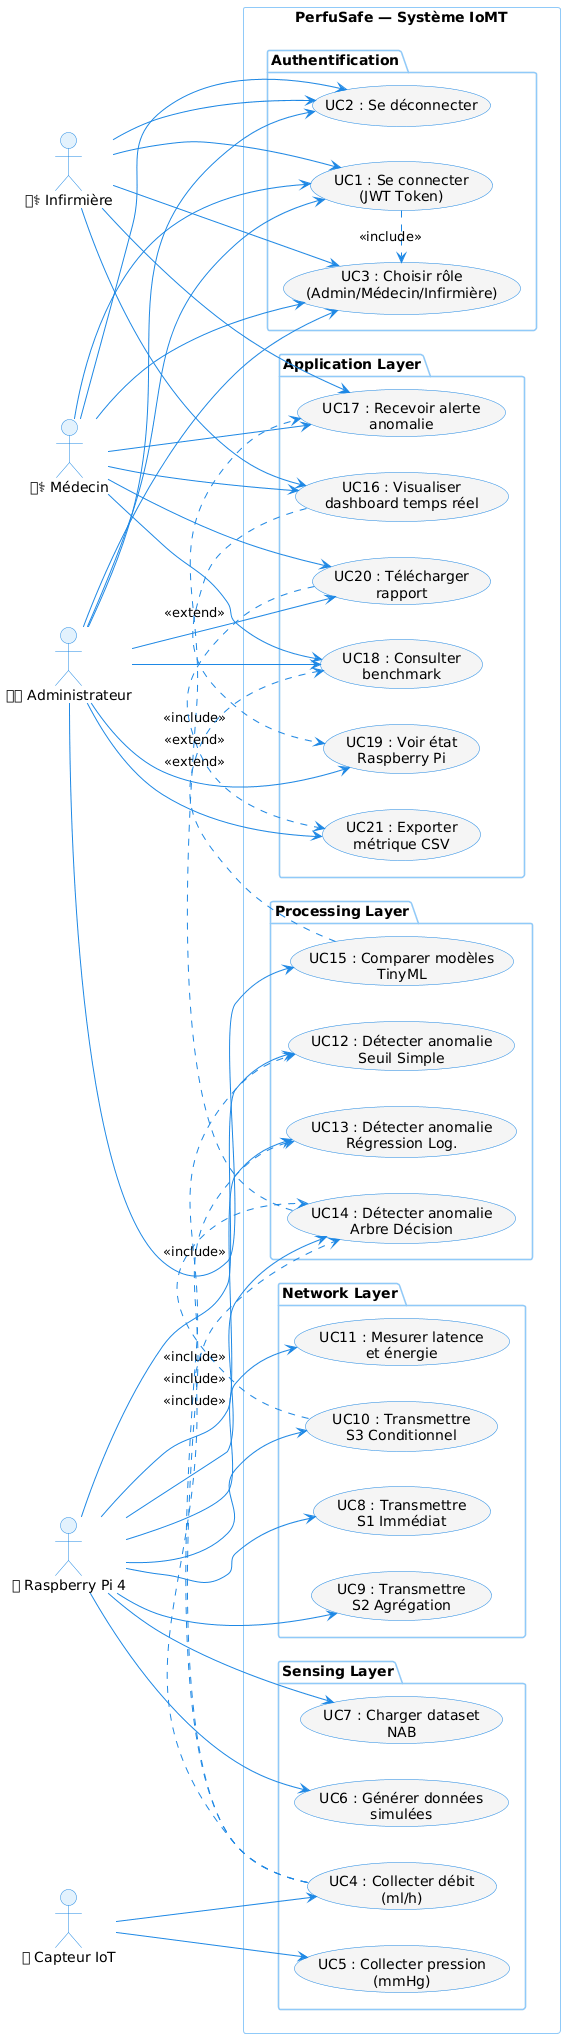 PerfuSafe — Système IoMT
Authentification
UC2 : Se déconnecter
UC1 : Se connecter
(JWT Token)
«include»
UC3 : Choisir rôle
(Admin/Médecin/Infirmière)
⚕ Infirmière
Application Layer
UC17 : Recevoir alerte
anomalie
UC16 : Visualiser
dashboard temps réel
UC20 : Télécharger
rapport
UC18 : Consulter
benchmark
UC19 : Voir état
Raspberry Pi
UC21 : Exporter
métrique CSV
⚕ Médecin
Administrateur
«extend»
«include»
«extend»
«extend»
Processing Layer
UC15 : Comparer modèles
TinyML
UC12 : Détecter anomalie
Seuil Simple
UC13 : Détecter anomalie
Régression Log.
UC14 : Détecter anomalie
Arbre Décision
«include»
Network Layer
UC11 : Mesurer latence
et énergie
UC10 : Transmettre
S3 Conditionnel
UC8 : Transmettre
S1 Immédiat
UC9 : Transmettre
S2 Agrégation
«include»
«include»
«include»
Raspberry Pi 4
Sensing Layer
UC7 : Charger dataset
NAB
UC6 : Générer données
simulées
UC4 : Collecter débit
(ml/h)
UC5 : Collecter pression
(mmHg)
Capteur IoT